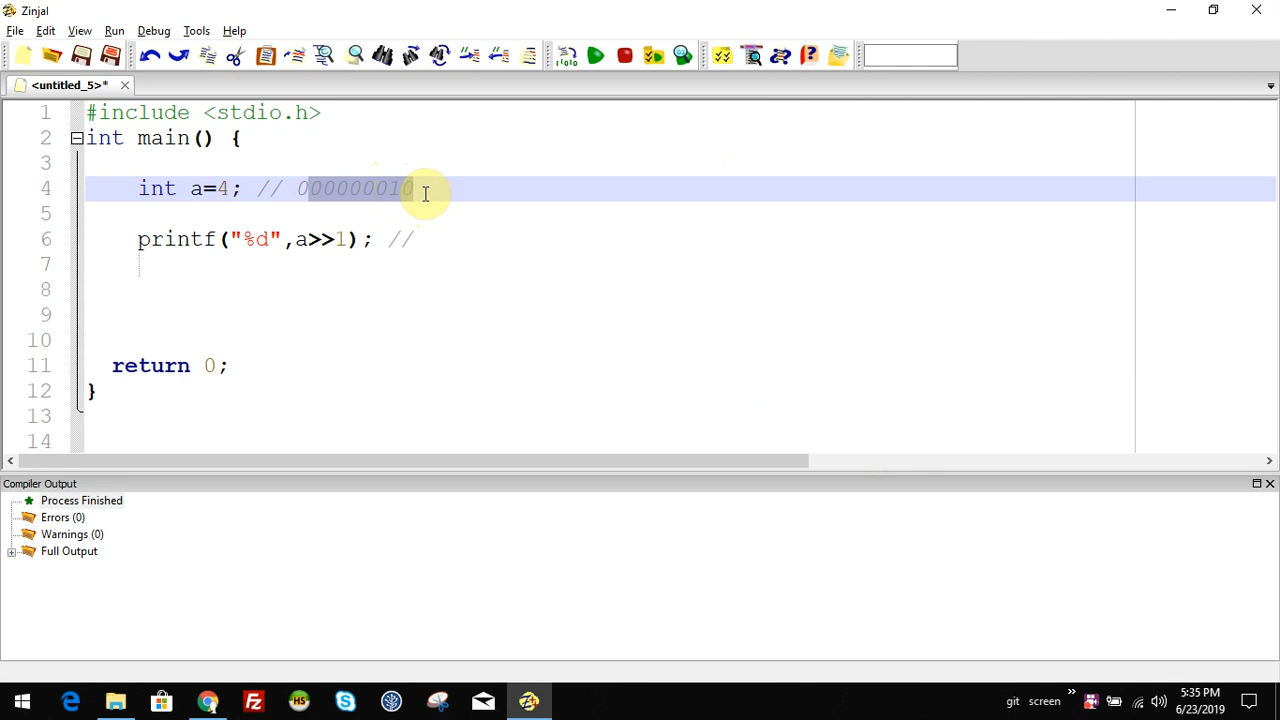 Zinjal
File Edit View Run Debug Tools Help
<untitled_5>*
1 #include <stdio.h>
2 int main() {
3
4 int a=4; // 000000010
5
6 printf("%d",a>>1); //
7
8
9
10
11 return 0;
12 }
13
14
Compiler Output
Process Finished
Errors (0)
Warnings (0)
Full Output
git screen
5:35 PM
6/23/2019